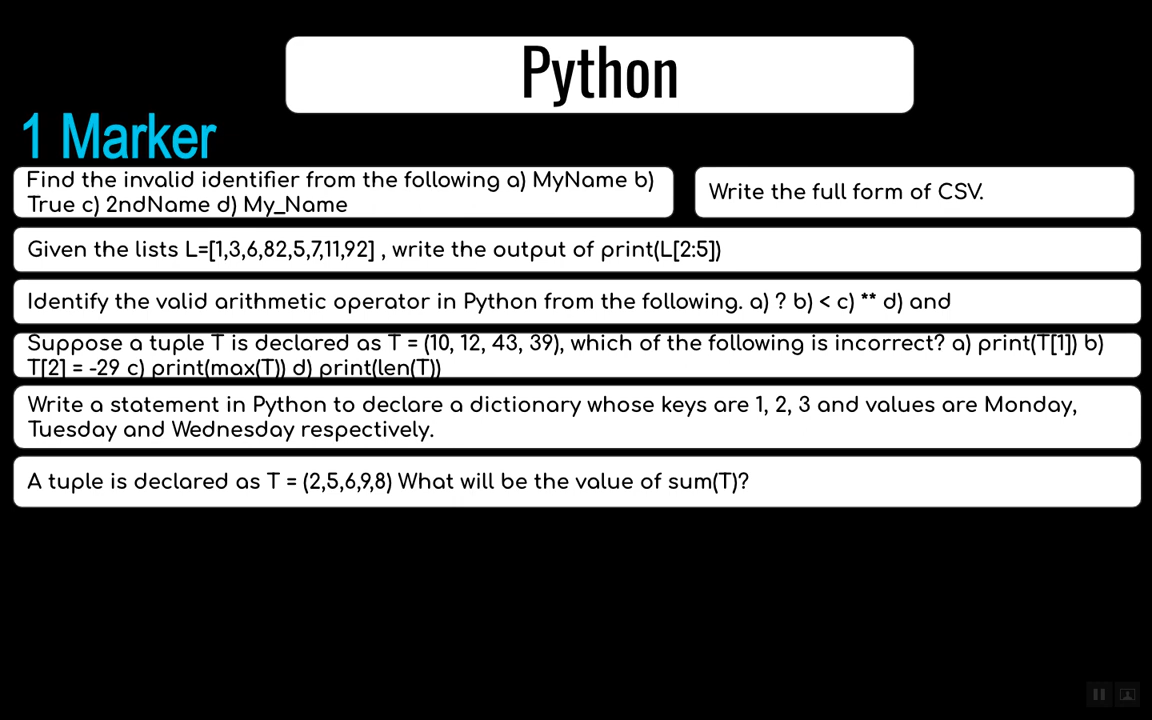 Python
1 Marker
Find the invalid identifier from the following a) MyName b)
True c) 2ndName d) My_Name
Write the full form of CSV.
Given the lists L=[1,3,6,82,5,7,11,92] , write the output of print(L[2:5])
Identify the valid arithmetic operator in Python from the following. a) ? b) < c) ** d) and
Suppose a tuple T is declared as T = (10, 12, 43, 39), which of the following is incorrect? a) print(T[1]) b)
T[2] = -29 c) print(max(T)) d) print(len(T))
Write a statement in Python to declare a dictionary whose keys are 1, 2, 3 and values are Monday,
Tuesday and Wednesday respectively.
A tuple is declared as T = (2,5,6,9,8) What will be the value of sum(T)?